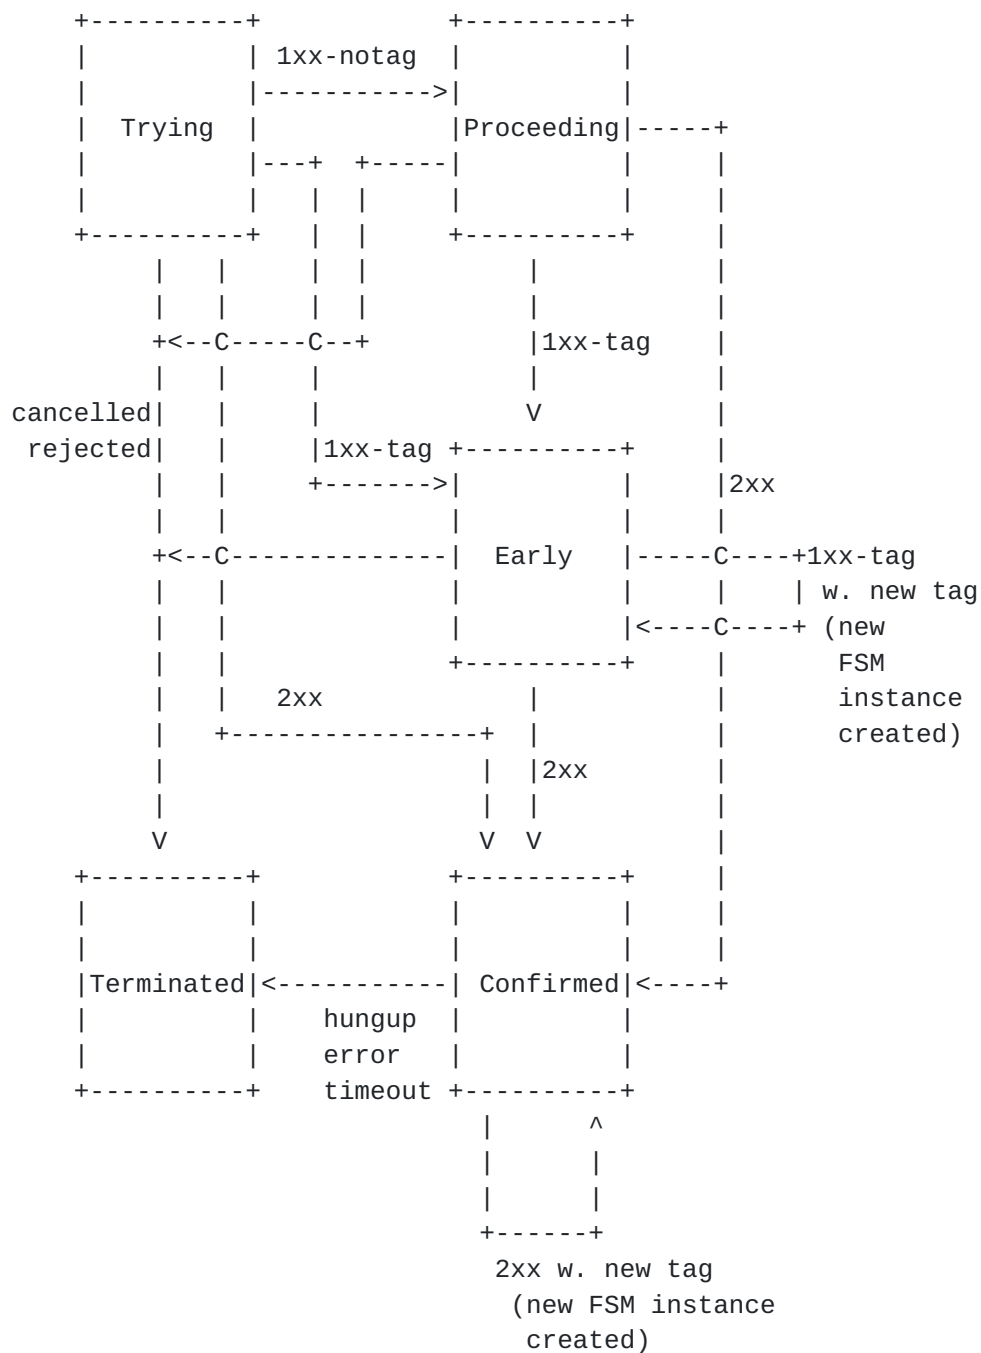 1xx-notag
Trying Proceeding
C C 1xx-tag
cancelled
rejected 1xx-tag
2xx
C Early C 1xx-tag
w. new tag
C (new
FSM
2xx instance
created)
2xx
V
V V V
Terminated Confirmed
hungup
error
timeout
2xx w. new tag
(new FSM instance
created)